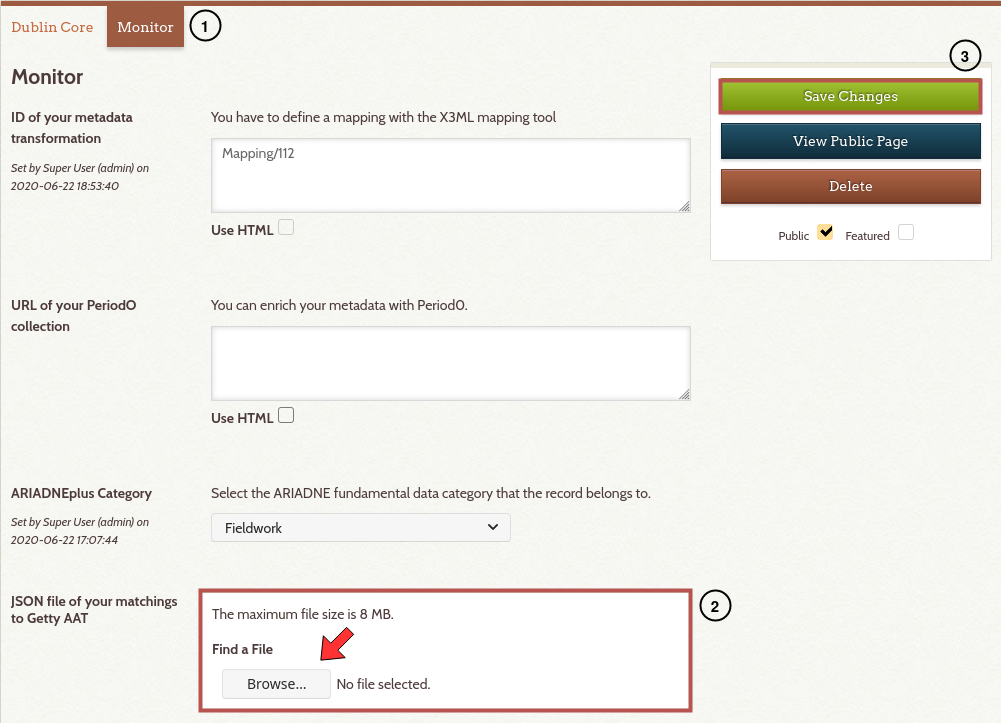 Dublin Core
Monitor
1
Monitor
ID of your metadata
transformation
Set by Super User (admin) on
2020-06-22 18:53:40
You have to define a mapping with the X3ML mapping tool
Mapping/112
Use HTML
3
Save Changes
View Public Page
Delete
Public
Featured
URL of your PeriodO
collection
You can enrich your metadata with Period0.
Use HTML
ARIADNEplus Category
Set by Super User (admin) on
2020-06-22 17:07:44
Select the ARIADNE fundamental data category that the record belongs to.
Fieldwork
JSON file of your matchings
to Getty AAT
The maximum file size is 8 MB.
2
Find a File
Browse...
No file selected.